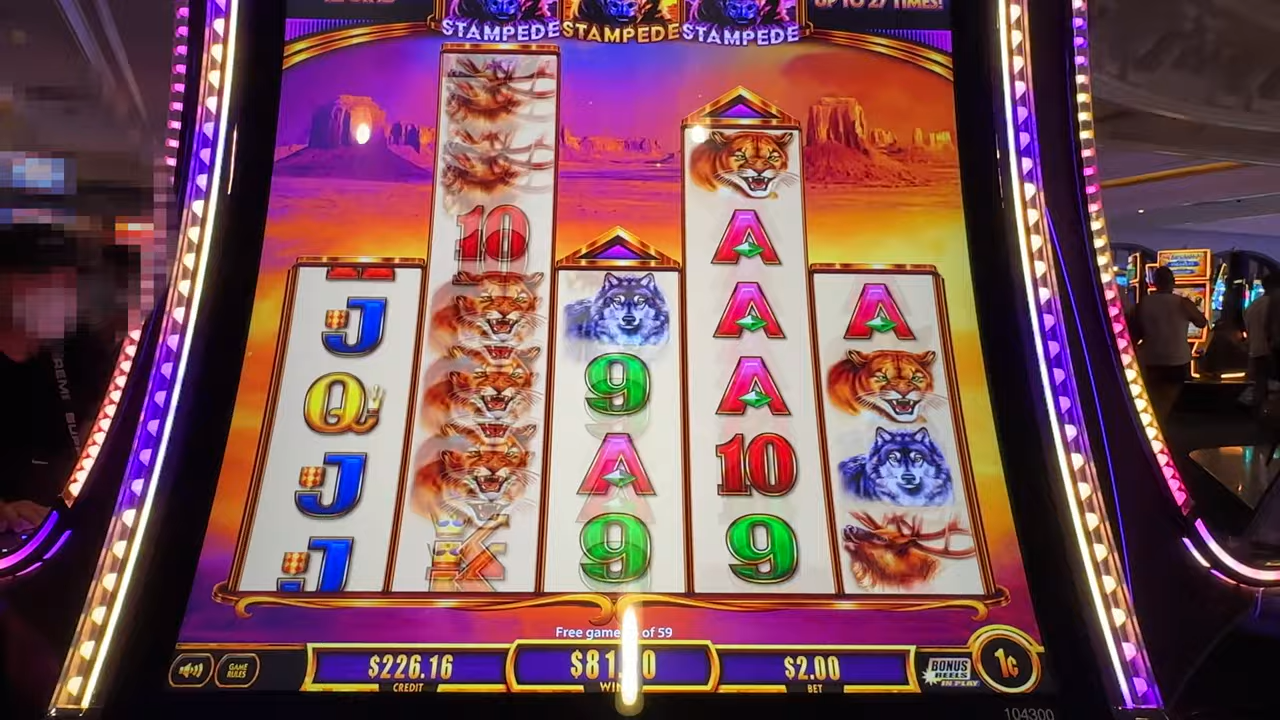 UP TO 27 TIMES!
STAMPEDE STAMPEDE STAMPEDE
10
J
A
A
Q
9
A
J
A
10
J
9
9
K
Free game of 59
GAME RULES
$226.16
CREDIT
WIN
$2.00
BET
BONUS REELS IN PLAY
1¢
104300